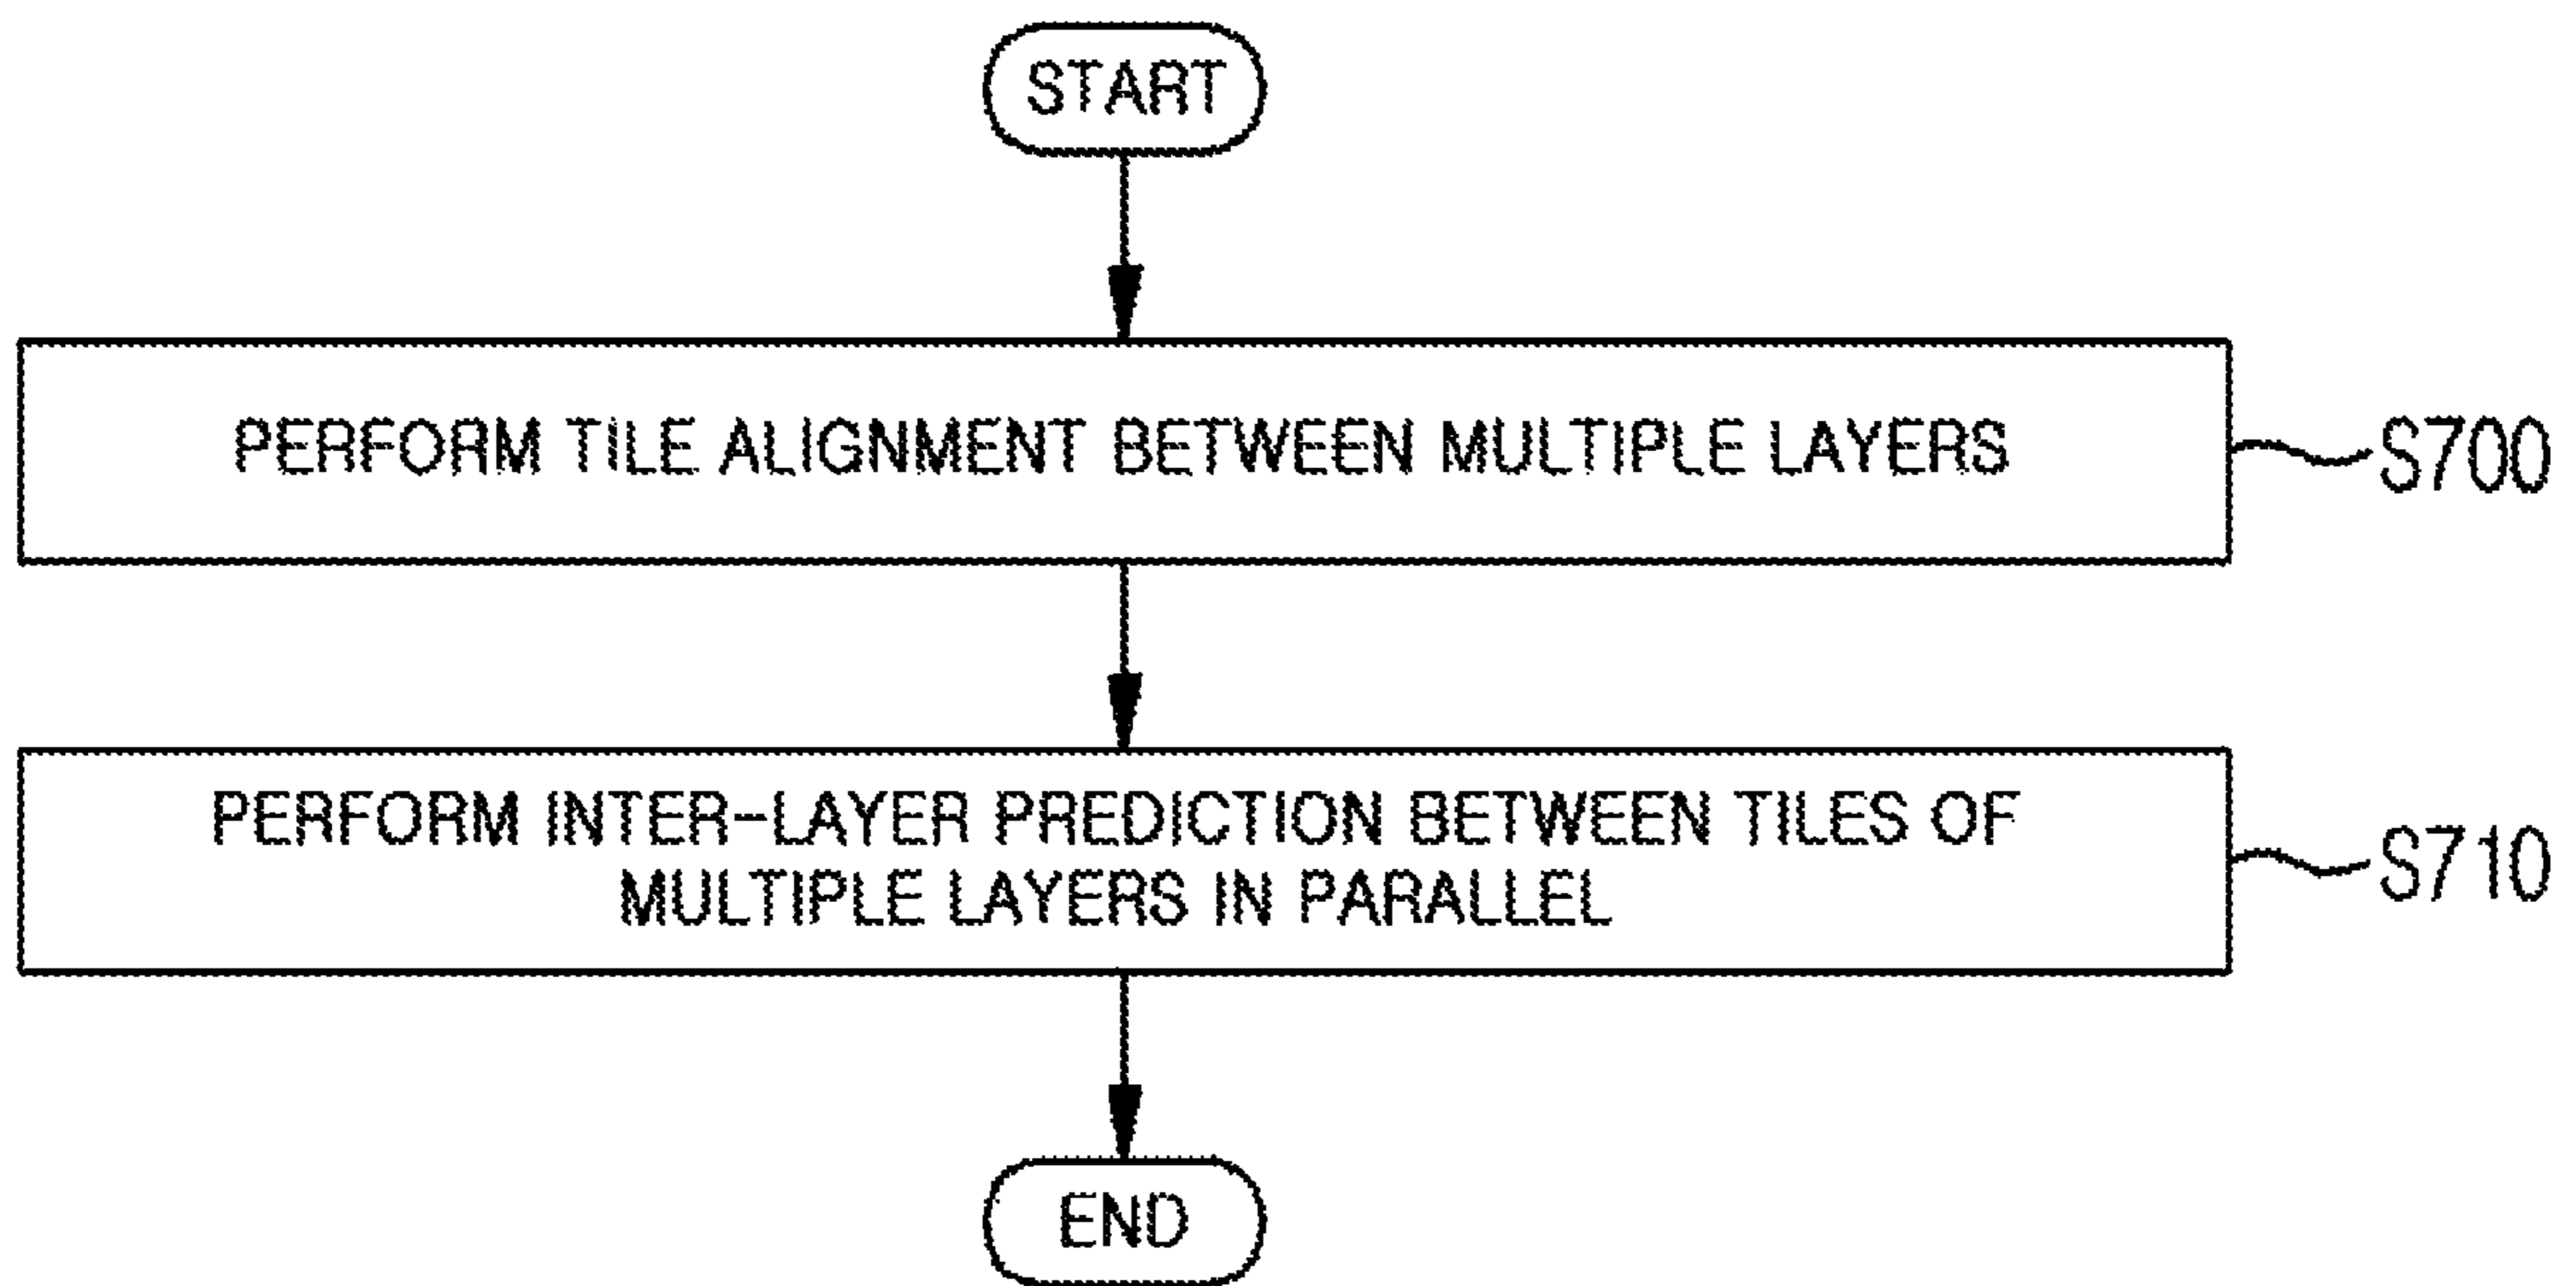 START
PERFORM TILE ALIGNMENT BETWEEN MULTIPLE LAYERS
S700
PERFORM INTER-LAYER PREDICTION BETWEEN TILES OF
MULTIPLE LAYERS IN PARALLEL
S710
END